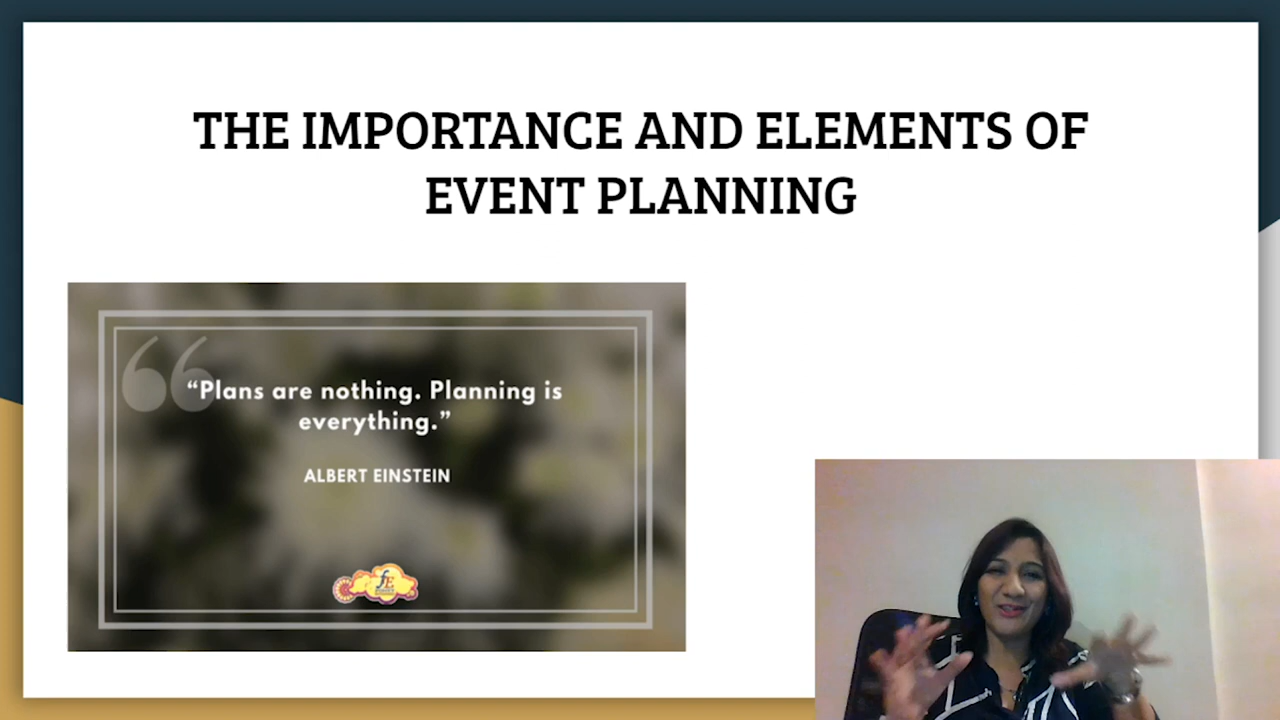 THE IMPORTANCE AND ELEMENTS OF
EVENT PLANNING
“Plans are nothing. Planning is
everything.”
ALBERT EINSTEIN